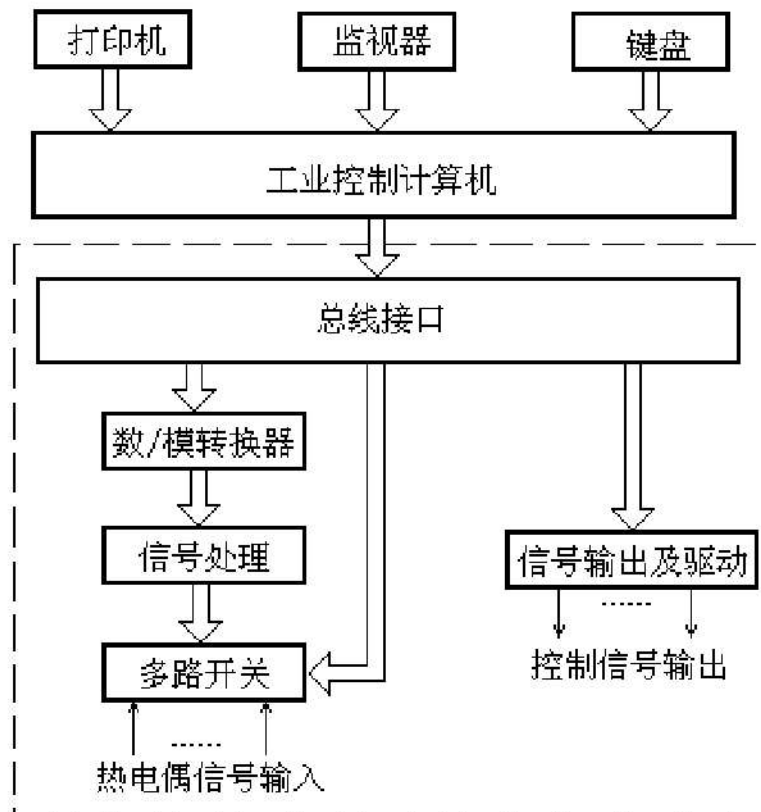 打印机
监视器
键盘
工业控制计算机
总线接口
数/模转换器
信号处理
信号输出及驱动
......
控制信号输出
多路开关
......
热电偶信号输入